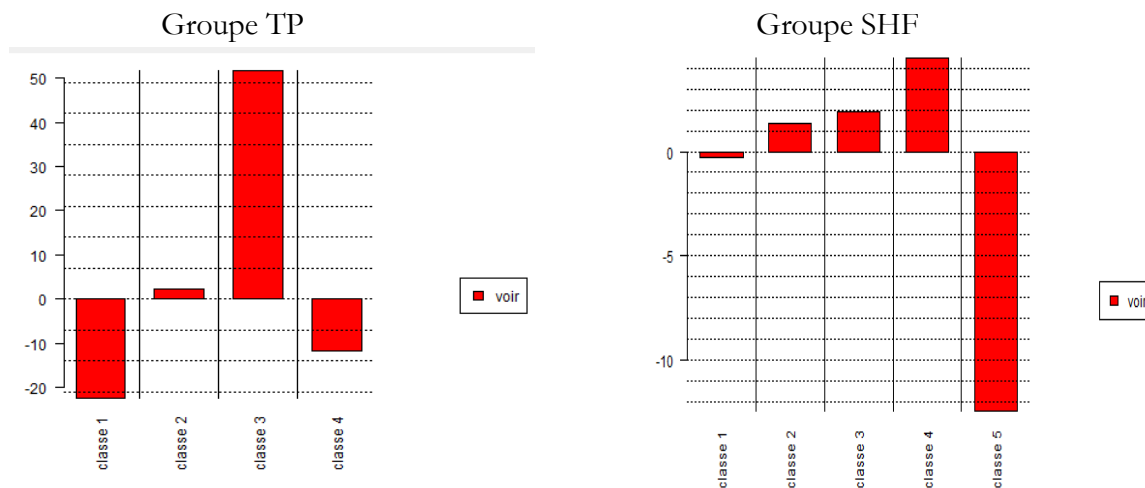 Groupe TP
50
40
30
20
10
0
-10
-20
classe 1
classe 2
classe 3
classe 4
voir
Groupe SHF
0
-5
-10
classe 1
classe 2
classe 3
classe 4
classe 5
voir